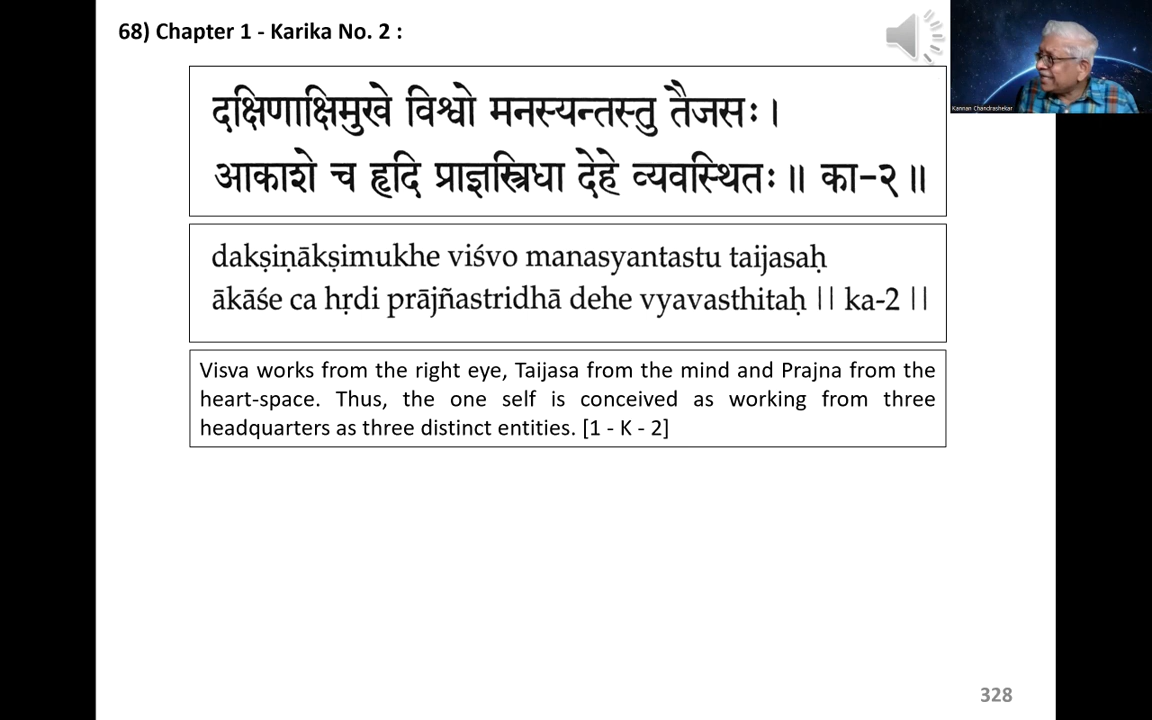 68) Chapter 1 - Karika No. 2 :
दक्षिणाक्षिमुखे विश्वो मनस्यन्तस्तु तैजसः ।
आकाशे च हृदि प्राज्ञस्त्रिधा देहे व्यवस्थितः ॥ का-२ ॥
dakṣiṇākṣimukhe viśvo manasyantastu taijasaḥ
ākāśe ca hṛdi prājñastridhā dehe vyavasthitaḥ || ka-2 ||
Visva works from the right eye, Taijasa from the mind and Prajna from the
heart-space. Thus, the one self is conceived as working from three
headquarters as three distinct entities. [1 - K - 2]
Kannan Chandrashekar
328